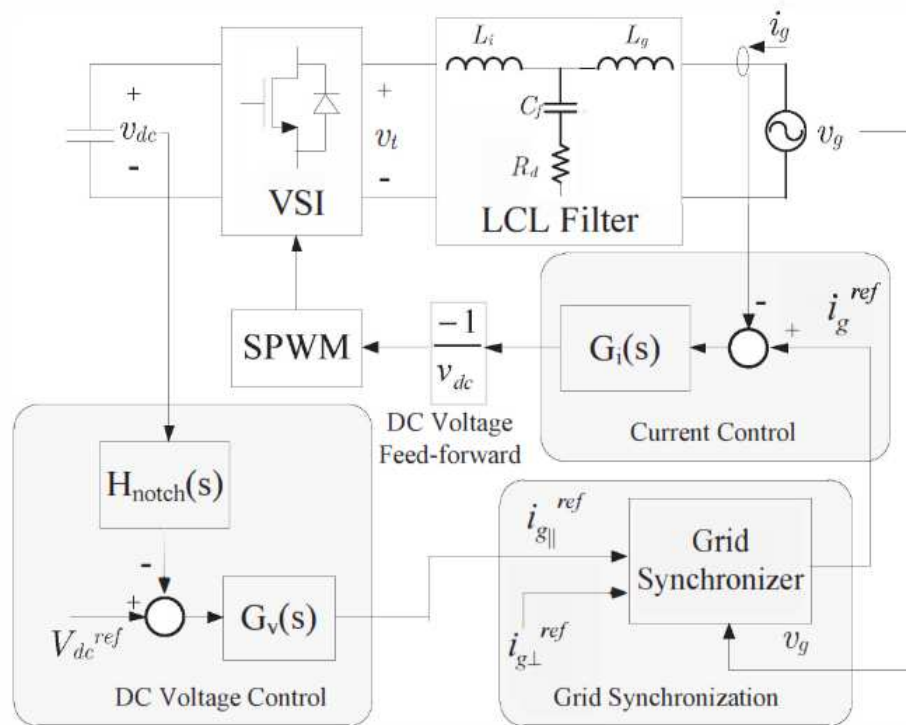 i_g
L_i
L_g
+
+
C_f
v_dc
v_t
v_g
R_d
-
-
VSI
LCL Filter
-
i_g^ref
+
SPWM
-1
v_dc
G_i(s)
DC Voltage
Feed-forward
Current Control
H_notch(s)
i_g||^ref
Grid
Synchronizer
-
+
G_v(s)
V_dc^ref
i_g⊥^ref
v_g
DC Voltage Control
Grid Synchronization